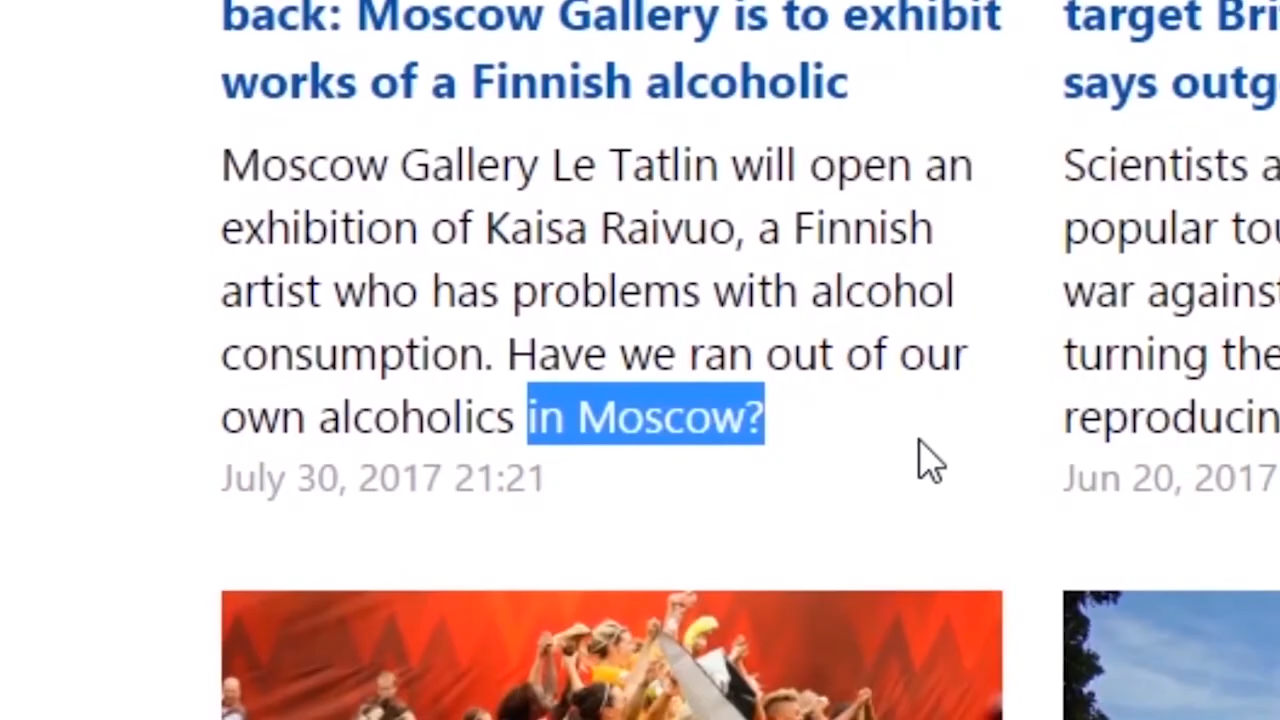 back: Moscow Gallery is to exhibit
works of a Finnish alcoholic
Moscow Gallery Le Tatlin will open an
exhibition of Kaisa Raivuo, a Finnish
artist who has problems with alcohol
consumption. Have we ran out of our
own alcoholics in Moscow?
July 30, 2017 21:21
target Bri
says outg
Scientists a
popular tou
war against
turning the
reproducin
Jun 20, 2017